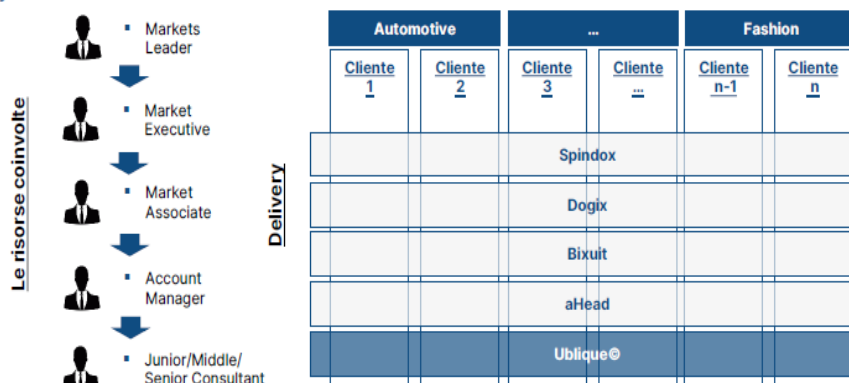 Le risorse coinvolte
Markets
Leader
Market
Executive
Market
Associate
Account
Manager
Junior/Middle/
Senior Consultant
Delivery
Automotive
...
Fashion
Cliente
1
Cliente
2
Cliente
3
Cliente
...
Cliente
n-1
Cliente
n
Spindox
Dogix
Bixuit
aHead
Ublique©